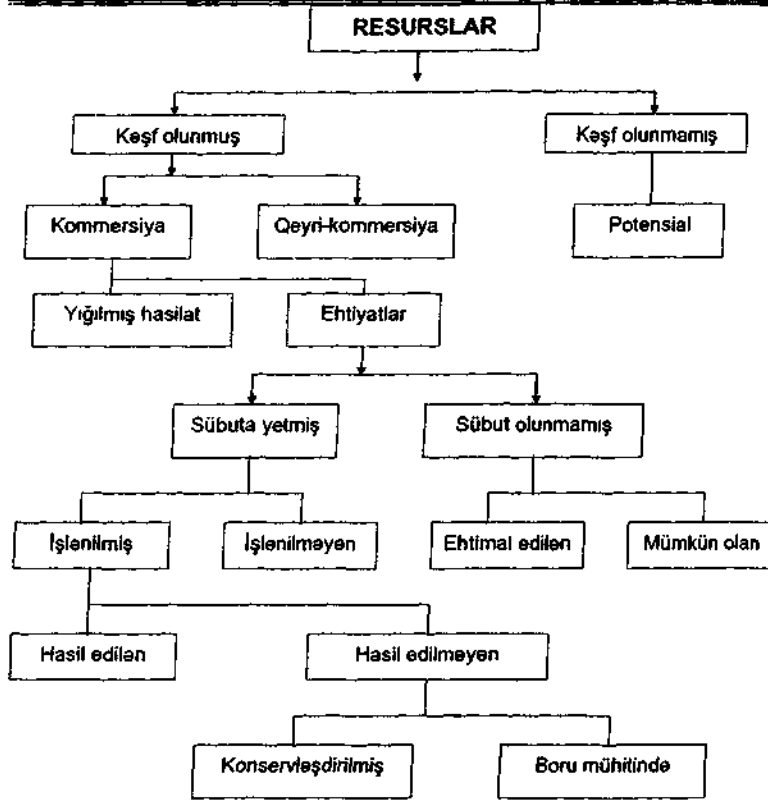 RESURSLAR
Kəşf olunmuş
Kəşf olunmamış
Kommersiya
Qeyri-kommersiya
Potensial
Yığılmış hasilat
Ehtiyatlar
Sübuta yetmiş
Sübut olunmamış
İşlənilmiş
İşlənilməyən
Ehtimal edilən
Mümkün olan
Hasil edilən
Hasil edilməyən
Konservləşdirilmiş
Boru mühitində